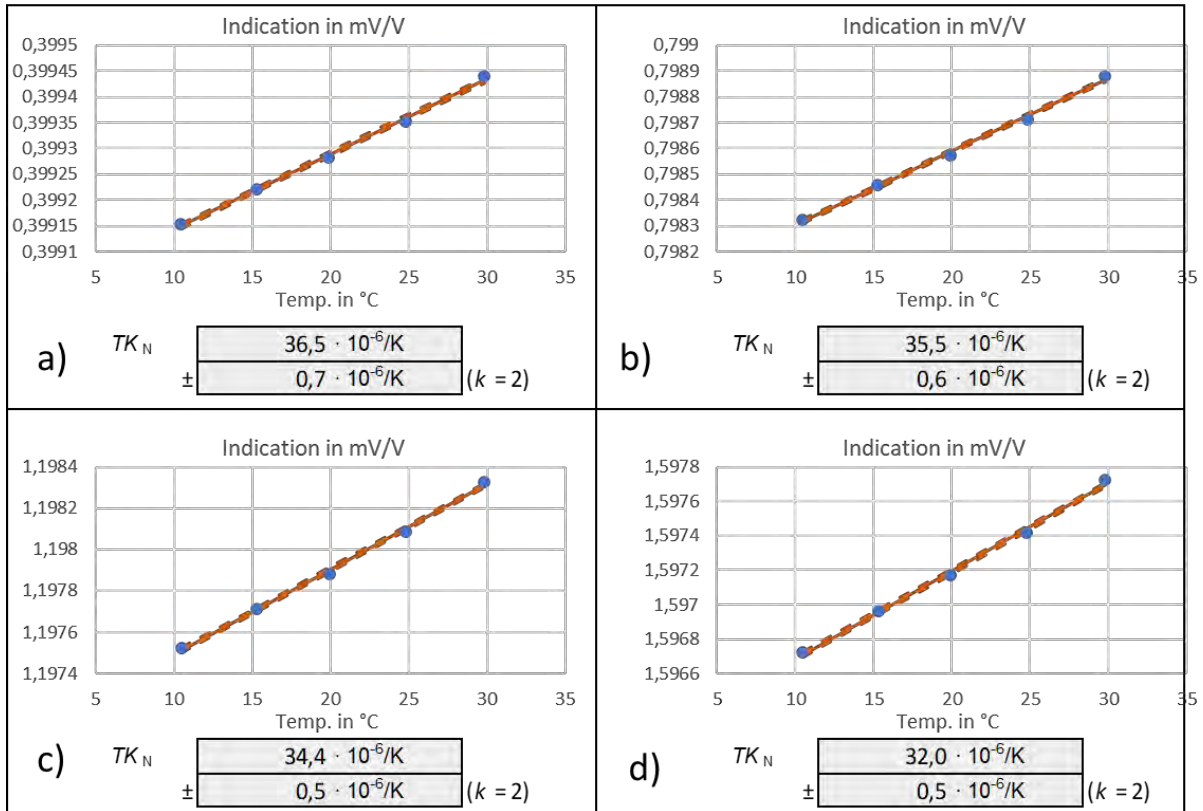 Indication in mV/V
0,3995
0,39945
0,3994
0,39935
0,3993
0,39925
0,3992
0,39915
0,3991
5 10 15 20 25 30 35
Temp. in °C
a)
TK N 36,5 · 10-6/K
± 0,7 · 10-6/K (k = 2)
Indication in mV/V
0,799
0,7989
0,7988
0,7987
0,7986
0,7985
0,7984
0,7983
0,7982
5 10 15 20 25 30 35
Temp. in °C
b)
TK N 35,5 · 10-6/K
± 0,6 · 10-6/K (k = 2)
Indication in mV/V
1,1984
1,1982
1,198
1,1978
1,1976
1,1974
5 10 15 20 25 30 35
Temp. in °C
c)
TK N 34,4 · 10-6/K
± 0,5 · 10-6/K (k = 2)
Indication in mV/V
1,5978
1,5976
1,5974
1,5972
1,597
1,5968
1,5966
5 10 15 20 25 30 35
Temp. in °C
d)
TK N 32,0 · 10-6/K
± 0,5 · 10-6/K (k = 2)